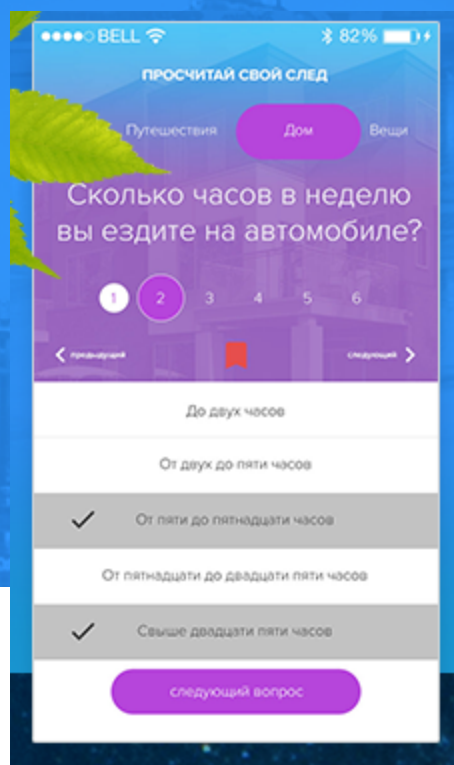 BELL 82%
ПРОСЧИТАЙ СВОЙ СЛЕД
Путешествия Дом Вещи
Сколько часов в неделю
вы ездите на автомобиле?
1 2 3 4 5 6
предыдущий следующий
До двух часов
От двух до пяти часов
От пяти до пятнадцати часов
От пятнадцати до двадцати пяти часов
Свыше двадцати пяти часов
следующий вопрос